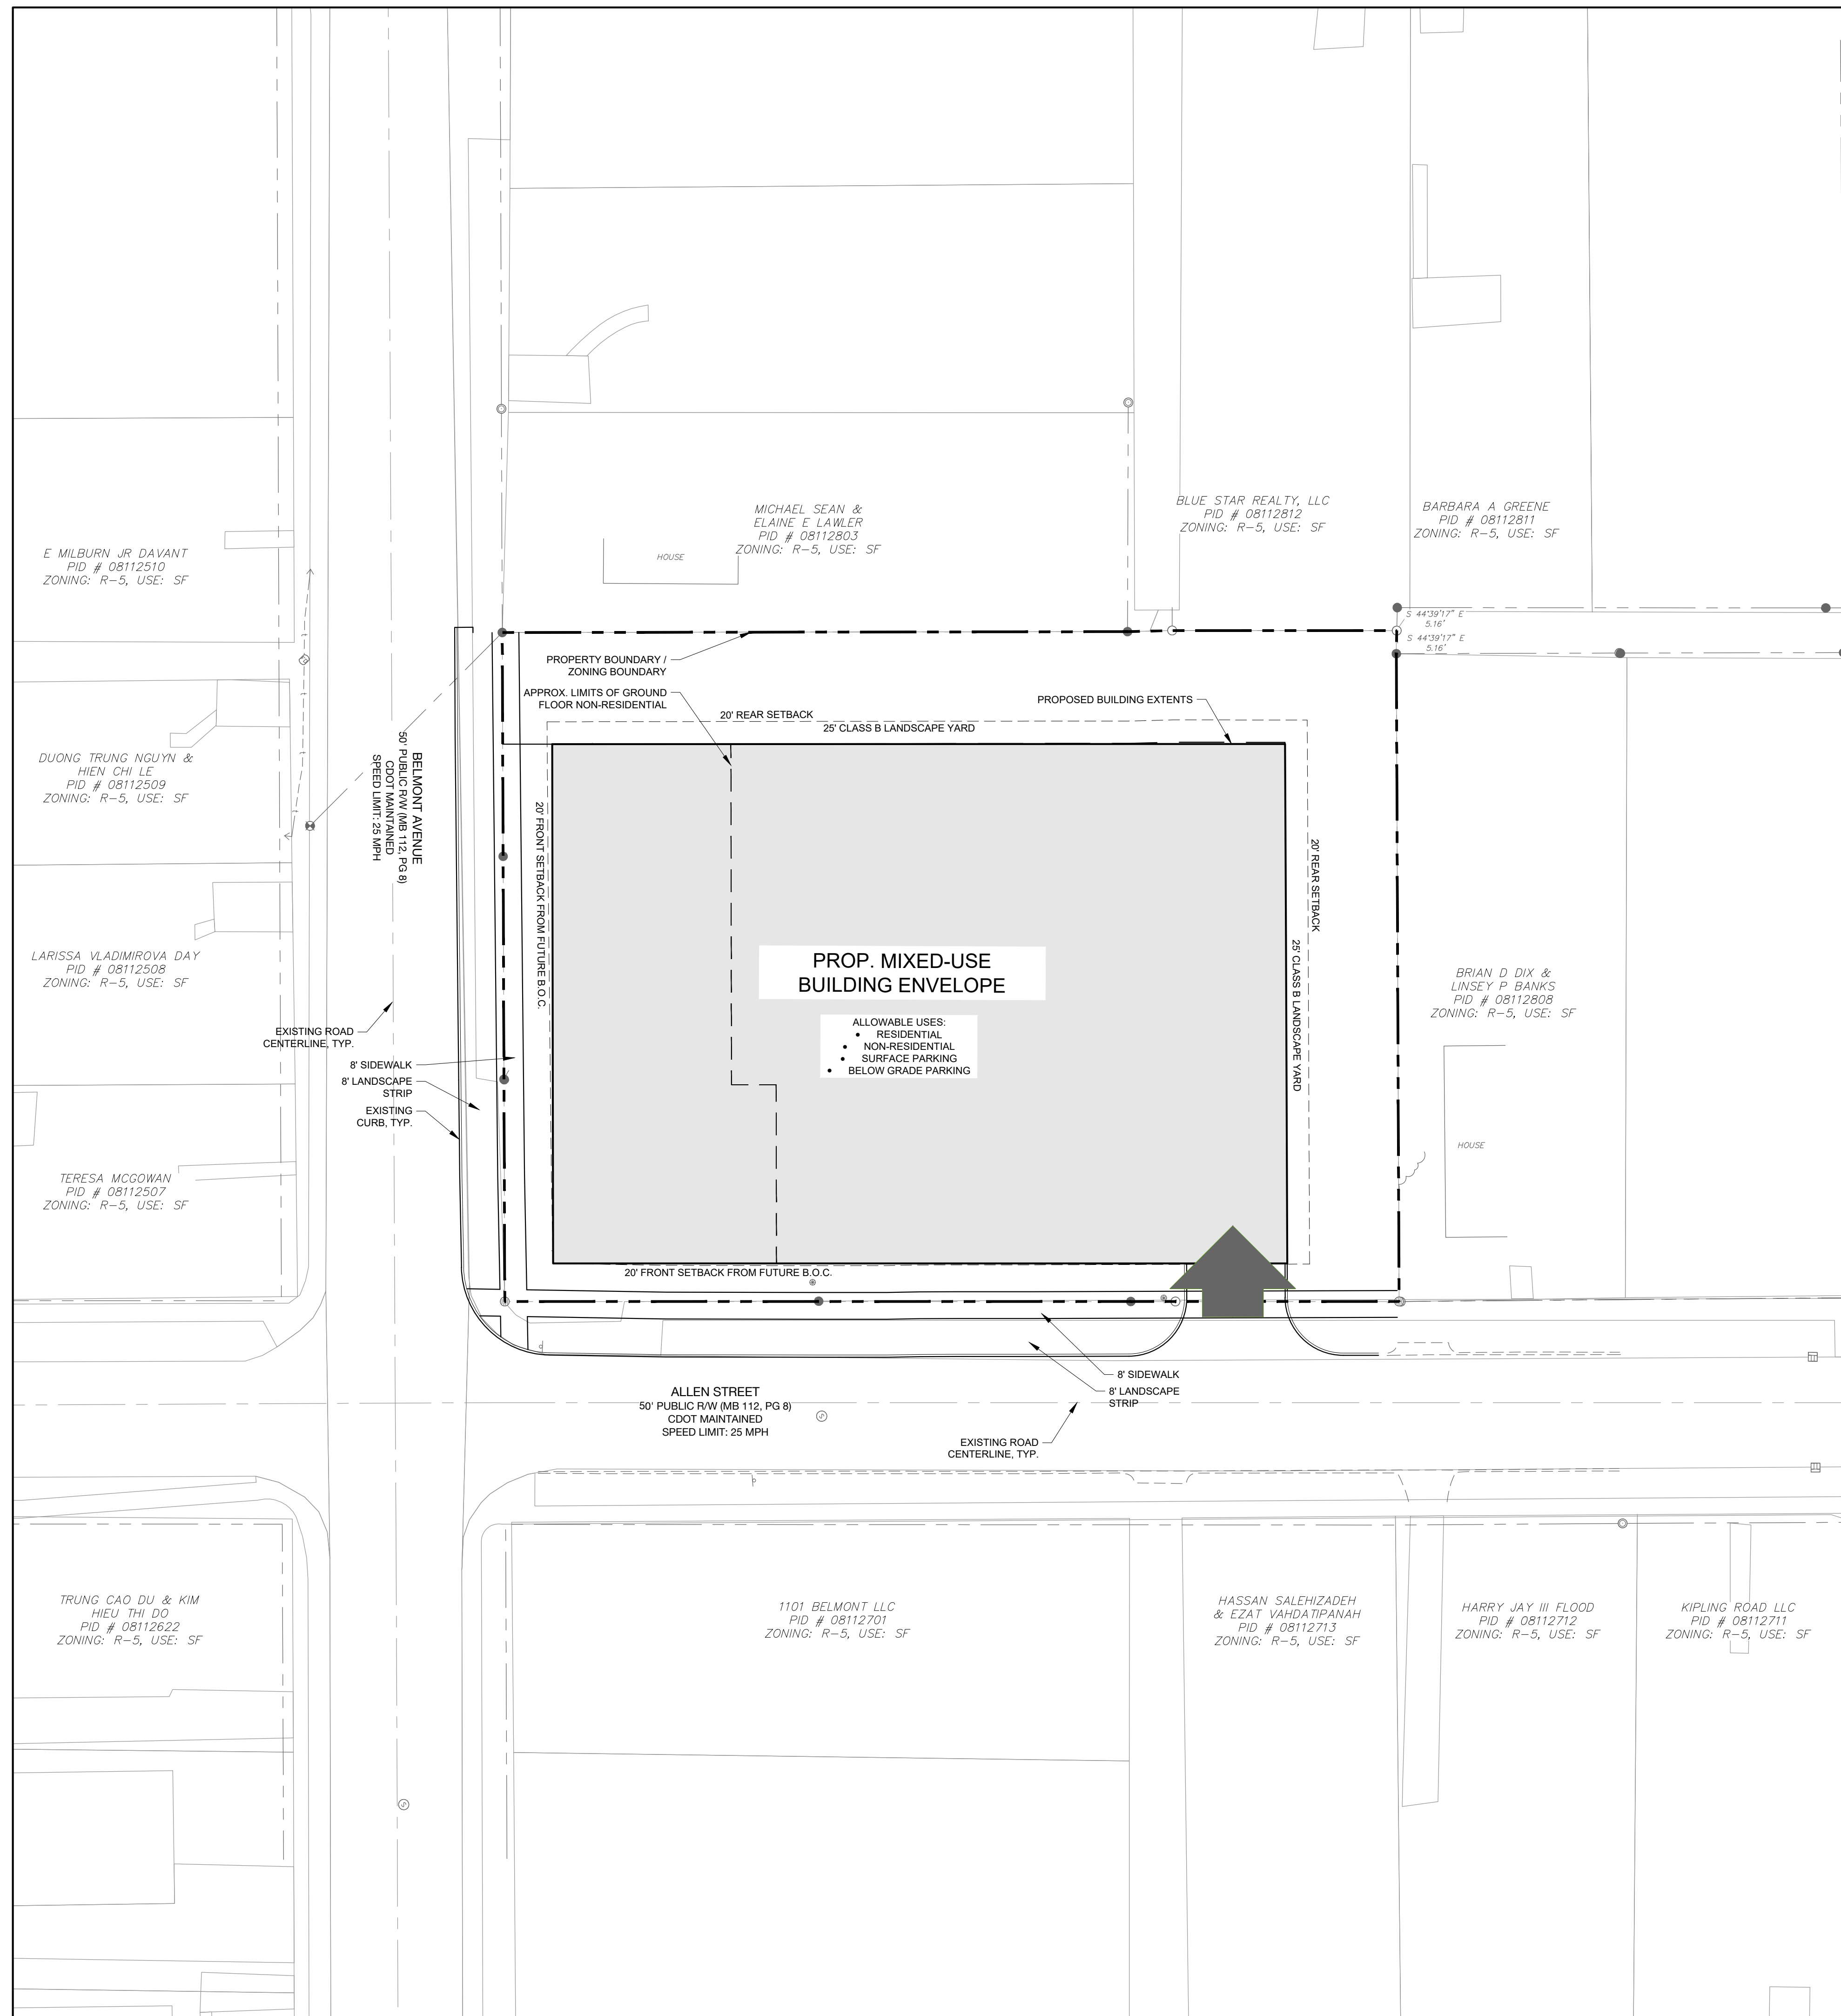 MICHAEL SEAN &
ELAINE E LAWLER
PID # 08112803
ZONING: R-5, USE: SF
HOUSE
BLUE STAR REALTY, LLC
PID # 08112812
ZONING: R-5, USE: SF
BARBARA A GREENE
PID # 08112811
ZONING: R-5, USE: SF
E MILBURN JR DAVANT
PID # 08112510
ZONING: R-5, USE: SF
S 44°39'17" E
5.16'
S 44°39'17" E
5.16'
PROPERTY BOUNDARY /
ZONING BOUNDARY
APPROX. LIMITS OF GROUND
FLOOR NON-RESIDENTIAL
PROPOSED BUILDING EXTENTS
20' REAR SETBACK
25' CLASS B LANDSCAPE YARD
DUONG TRUNG NGUYN &
HIEN CHI LE
PID # 08112509
ZONING: R-5, USE: SF
BELMONT AVENUE
50' PUBLIC R/W (MB 112, PG 8)
CDOT MAINTAINED
SPEED LIMIT: 25 MPH
20' FRONT SETBACK FROM FUTURE B.O.C.
20' REAR SETBACK
25' CLASS B LANDSCAPE YARD
LARISSA VLADIMIROVA DAY
PID # 08112508
ZONING: R-5, USE: SF
PROP. MIXED-USE
BUILDING ENVELOPE
ALLOWABLE USES:
• RESIDENTIAL
• NON-RESIDENTIAL
• SURFACE PARKING
• BELOW GRADE PARKING
BRIAN D DIX &
LINSEY P BANKS
PID # 08112808
ZONING: R-5, USE: SF
HOUSE
EXISTING ROAD
CENTERLINE, TYP.
8' SIDEWALK
8' LANDSCAPE
STRIP
EXISTING
CURB, TYP.
TERESA MCGOWAN
PID # 08112507
ZONING: R-5, USE: SF
20' FRONT SETBACK FROM FUTURE B.O.C.
8' SIDEWALK
8' LANDSCAPE
STRIP
ALLEN STREET
50' PUBLIC R/W (MB 112, PG 8)
CDOT MAINTAINED
SPEED LIMIT: 25 MPH
S
EXISTING ROAD
CENTERLINE, TYP.
TRUNG CAO DU & KIM
HIEU THI DO
PID # 08112622
ZONING: R-5, USE: SF
1101 BELMONT LLC
PID # 08112701
ZONING: R-5, USE: SF
HASSAN SALEHIZADEH
& EZAT VAHDATIPANAH
PID # 08112713
ZONING: R-5, USE: SF
HARRY JAY III FLOOD
PID # 08112712
ZONING: R-5, USE: SF
KIPLING ROAD LLC
PID # 08112711
ZONING: R-5, USE: SF
S